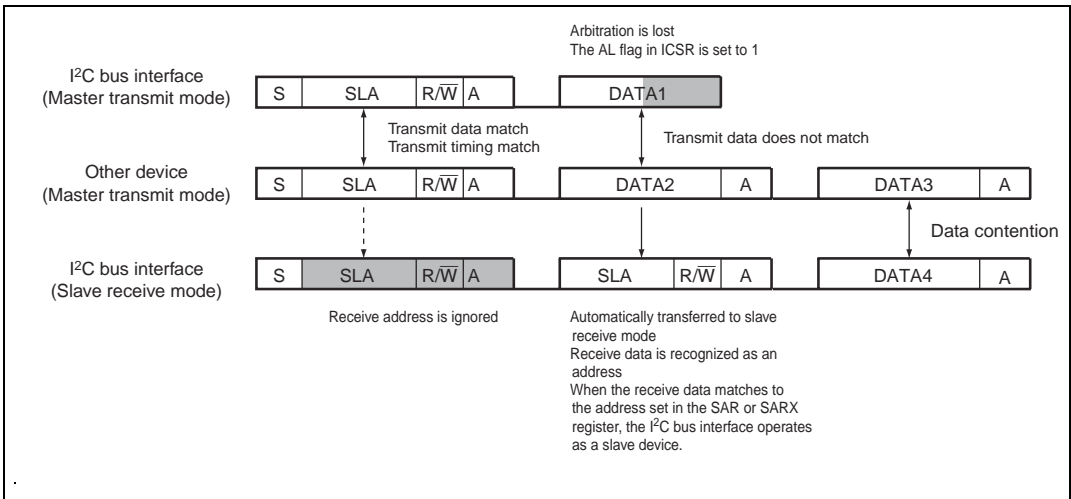 Arbitration is lost
The AL flag in ICSR is set to 1
I²C bus interface
(Master transmit mode)
S SLA R/W̅ A DATA1
Transmit data match
Transmit timing match
Transmit data does not match
Other device
(Master transmit mode)
S SLA R/W̅ A DATA2 A DATA3 A
Data contention
I²C bus interface
(Slave receive mode)
S SLA R/W̅ A SLA R/W̅ A DATA4 A
Receive address is ignored
Automatically transferred to slave
receive mode
Receive data is recognized as an
address
When the receive data matches to
the address set in the SAR or SARX
register, the I²C bus interface operates
as a slave device.
.